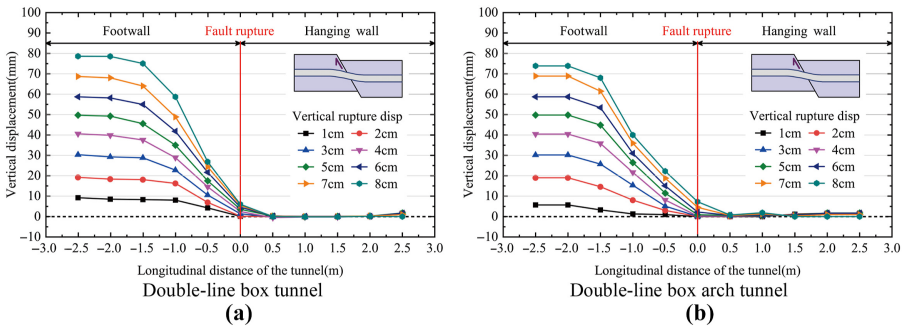 (a)
Vertical displacement(mm)
100
90
80
70
60
50
40
30
20
10
0
−10
Footwall
Fault rupture
Hanging wall
Vertical rupture disp
1cm 2cm
3cm 4cm
5cm 6cm
7cm 8cm
−3.0 −2.5 −2.0 −1.5 −1.0 −0.5 0.0 0.5 1.0 1.5 2.0 2.5 3.0
Longitudinal distance of the tunnel(m)
Double-line box tunnel
(a)
(b)
Vertical displacement(mm)
100
90
80
70
60
50
40
30
20
10
0
−10
Footwall
Fault rupture
Hanging wall
Vertical rupture disp
1cm 2cm
3cm 4cm
5cm 6cm
7cm 8cm
−3.0 −2.5 −2.0 −1.5 −1.0 −0.5 0.0 0.5 1.0 1.5 2.0 2.5 3.0
Longitudinal distance of the tunnel(m)
Double-line box arch tunnel
(b)